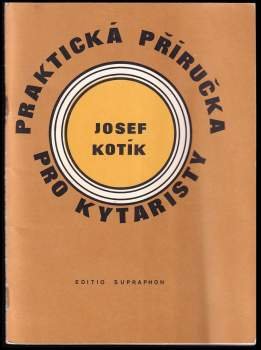 PRAKTICKÁ PŘÍRUČKA
JOSEF
KOTÍK
PRO KYTARISTY
EDITIO SUPRAPHON